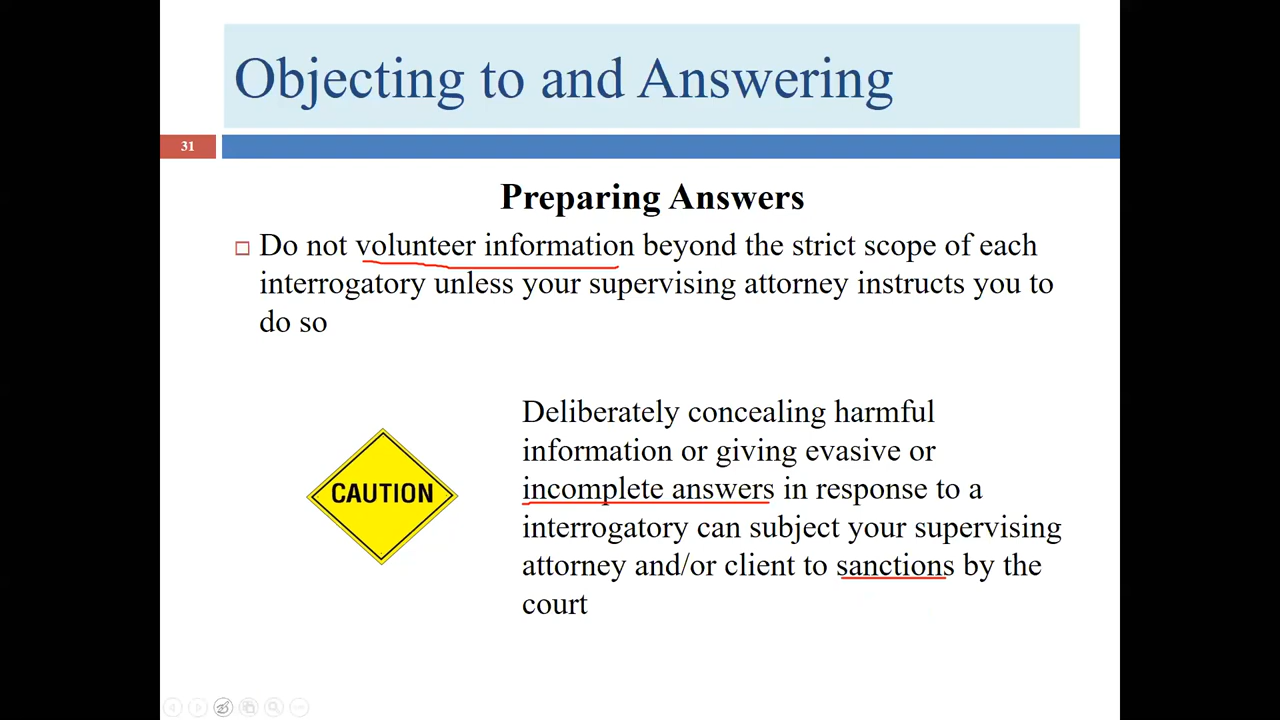 Objecting to and Answering
31
Preparing Answers
Do not volunteer information beyond the strict scope of each
interrogatory unless your supervising attorney instructs you to
do so
Deliberately concealing harmful
information or giving evasive or
CAUTION
incomplete answers in response to a
interrogatory can subject your supervising
attorney and/or client to sanctions by the
court